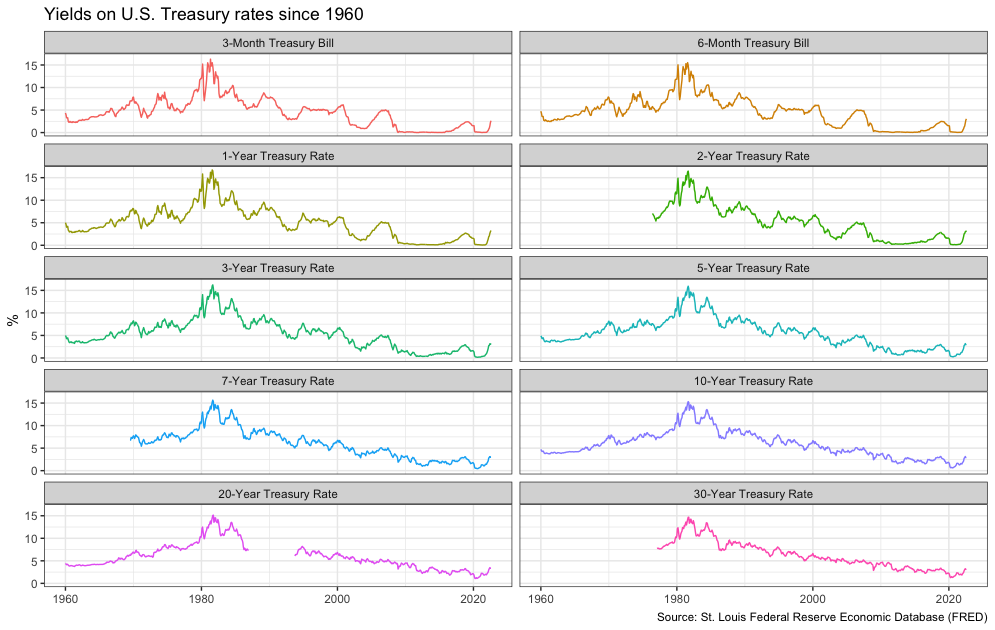 Yields on U.S. Treasury rates since 1960
3-Month Treasury Bill
6-Month Treasury Bill
15
10
5
0
1-Year Treasury Rate
2-Year Treasury Rate
15
10
5
0
3-Year Treasury Rate
5-Year Treasury Rate
15
10
5
0
%
7-Year Treasury Rate
10-Year Treasury Rate
15
10
5
0
20-Year Treasury Rate
30-Year Treasury Rate
15
10
5
0
1960 1980 2000 2020 1960 1980 2000 2020
Source: St. Louis Federal Reserve Economic Database (FRED)